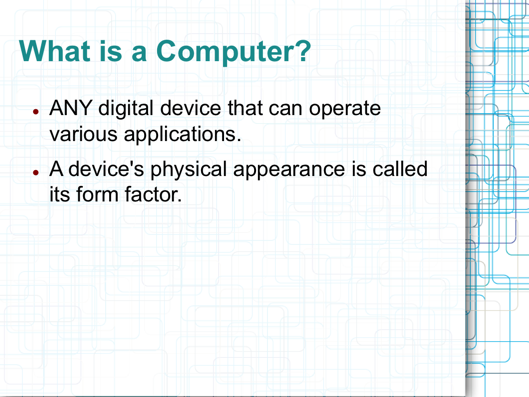 What is a Computer?
● ANY digital device that can operate
various applications.
● A device's physical appearance is called
its form factor.